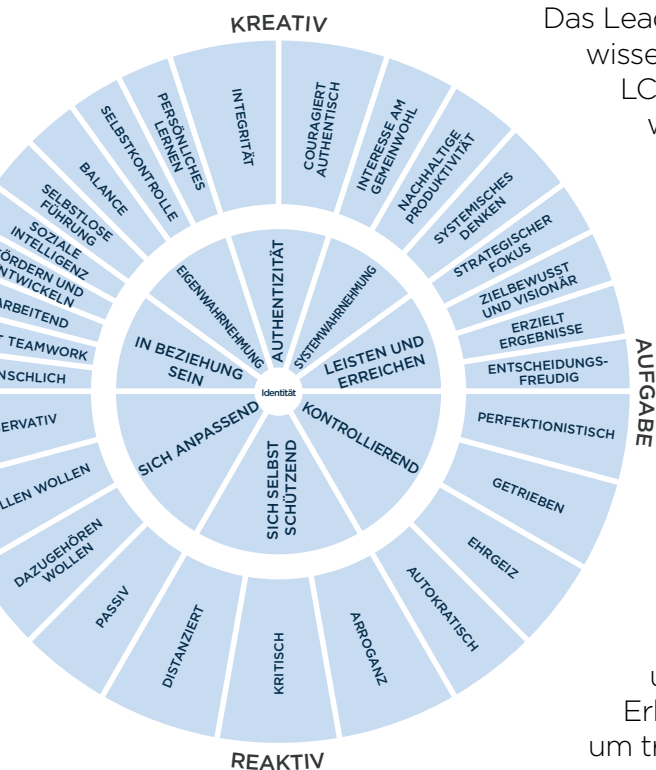 KREATIV
Das Lea
wisse
LC
INTEGRITÄT
COURAGIERT
AUTHENTISCH
INTERESSE AM
GEMEINWOHL
NACHHALTIGE
PRODUKTIVITÄT
SYSTEMISCHES
DENKEN
STRATEGISCHER
FOKUS
ZIELBEWUSST
UND VISIONÄR
ERZIELT
ERGEBNISSE
ENTSCHEIDUNGS-
FREUDIG
AUFGABE
PERFEKTIONISTISCH
GETRIEBEN
EHRGEIZ
AUTOKRATISCH
ARROGANZ
KRITISCH
DISTANZIERT
PASSIV
DAZUGEHÖREN
WOLLEN
LLEN WOLLEN
ERVATIV
NSCHLICH
T TEAMWORK
ARBEITEND
ÖRDERN UND
NTWICKELN
SOZIALE
INTELLIGENZ
SELBSTLOSE
FÜHRUNG
BALANCE
SELBSTKONTROLLE
PERSÖNLICHES
LERNEN
EIGENWAHRNEHMUNG
AUTHENTIZITÄT
SYSTEMWAHRNEHMUNG
IN BEZIEHUNG
SEIN
LEISTEN UND
ERREICHEN
Identität
SICH ANPASSEND
SICH SELBST
SCHÜTZEND
KONTROLLIEREND
Erl
um tr
REAKTIV